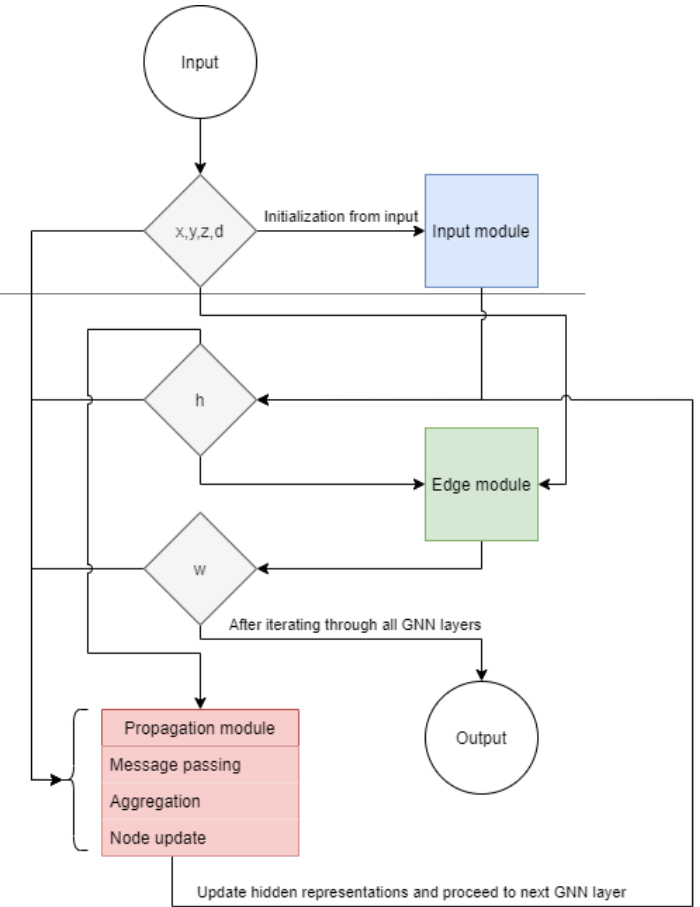 Input
x,y,z,d
Initialization from input
Input module
h
Edge module
w
After iterating through all GNN layers
Output
Propagation module
Message passing
Aggregation
Node update
Update hidden representations and proceed to next GNN layer